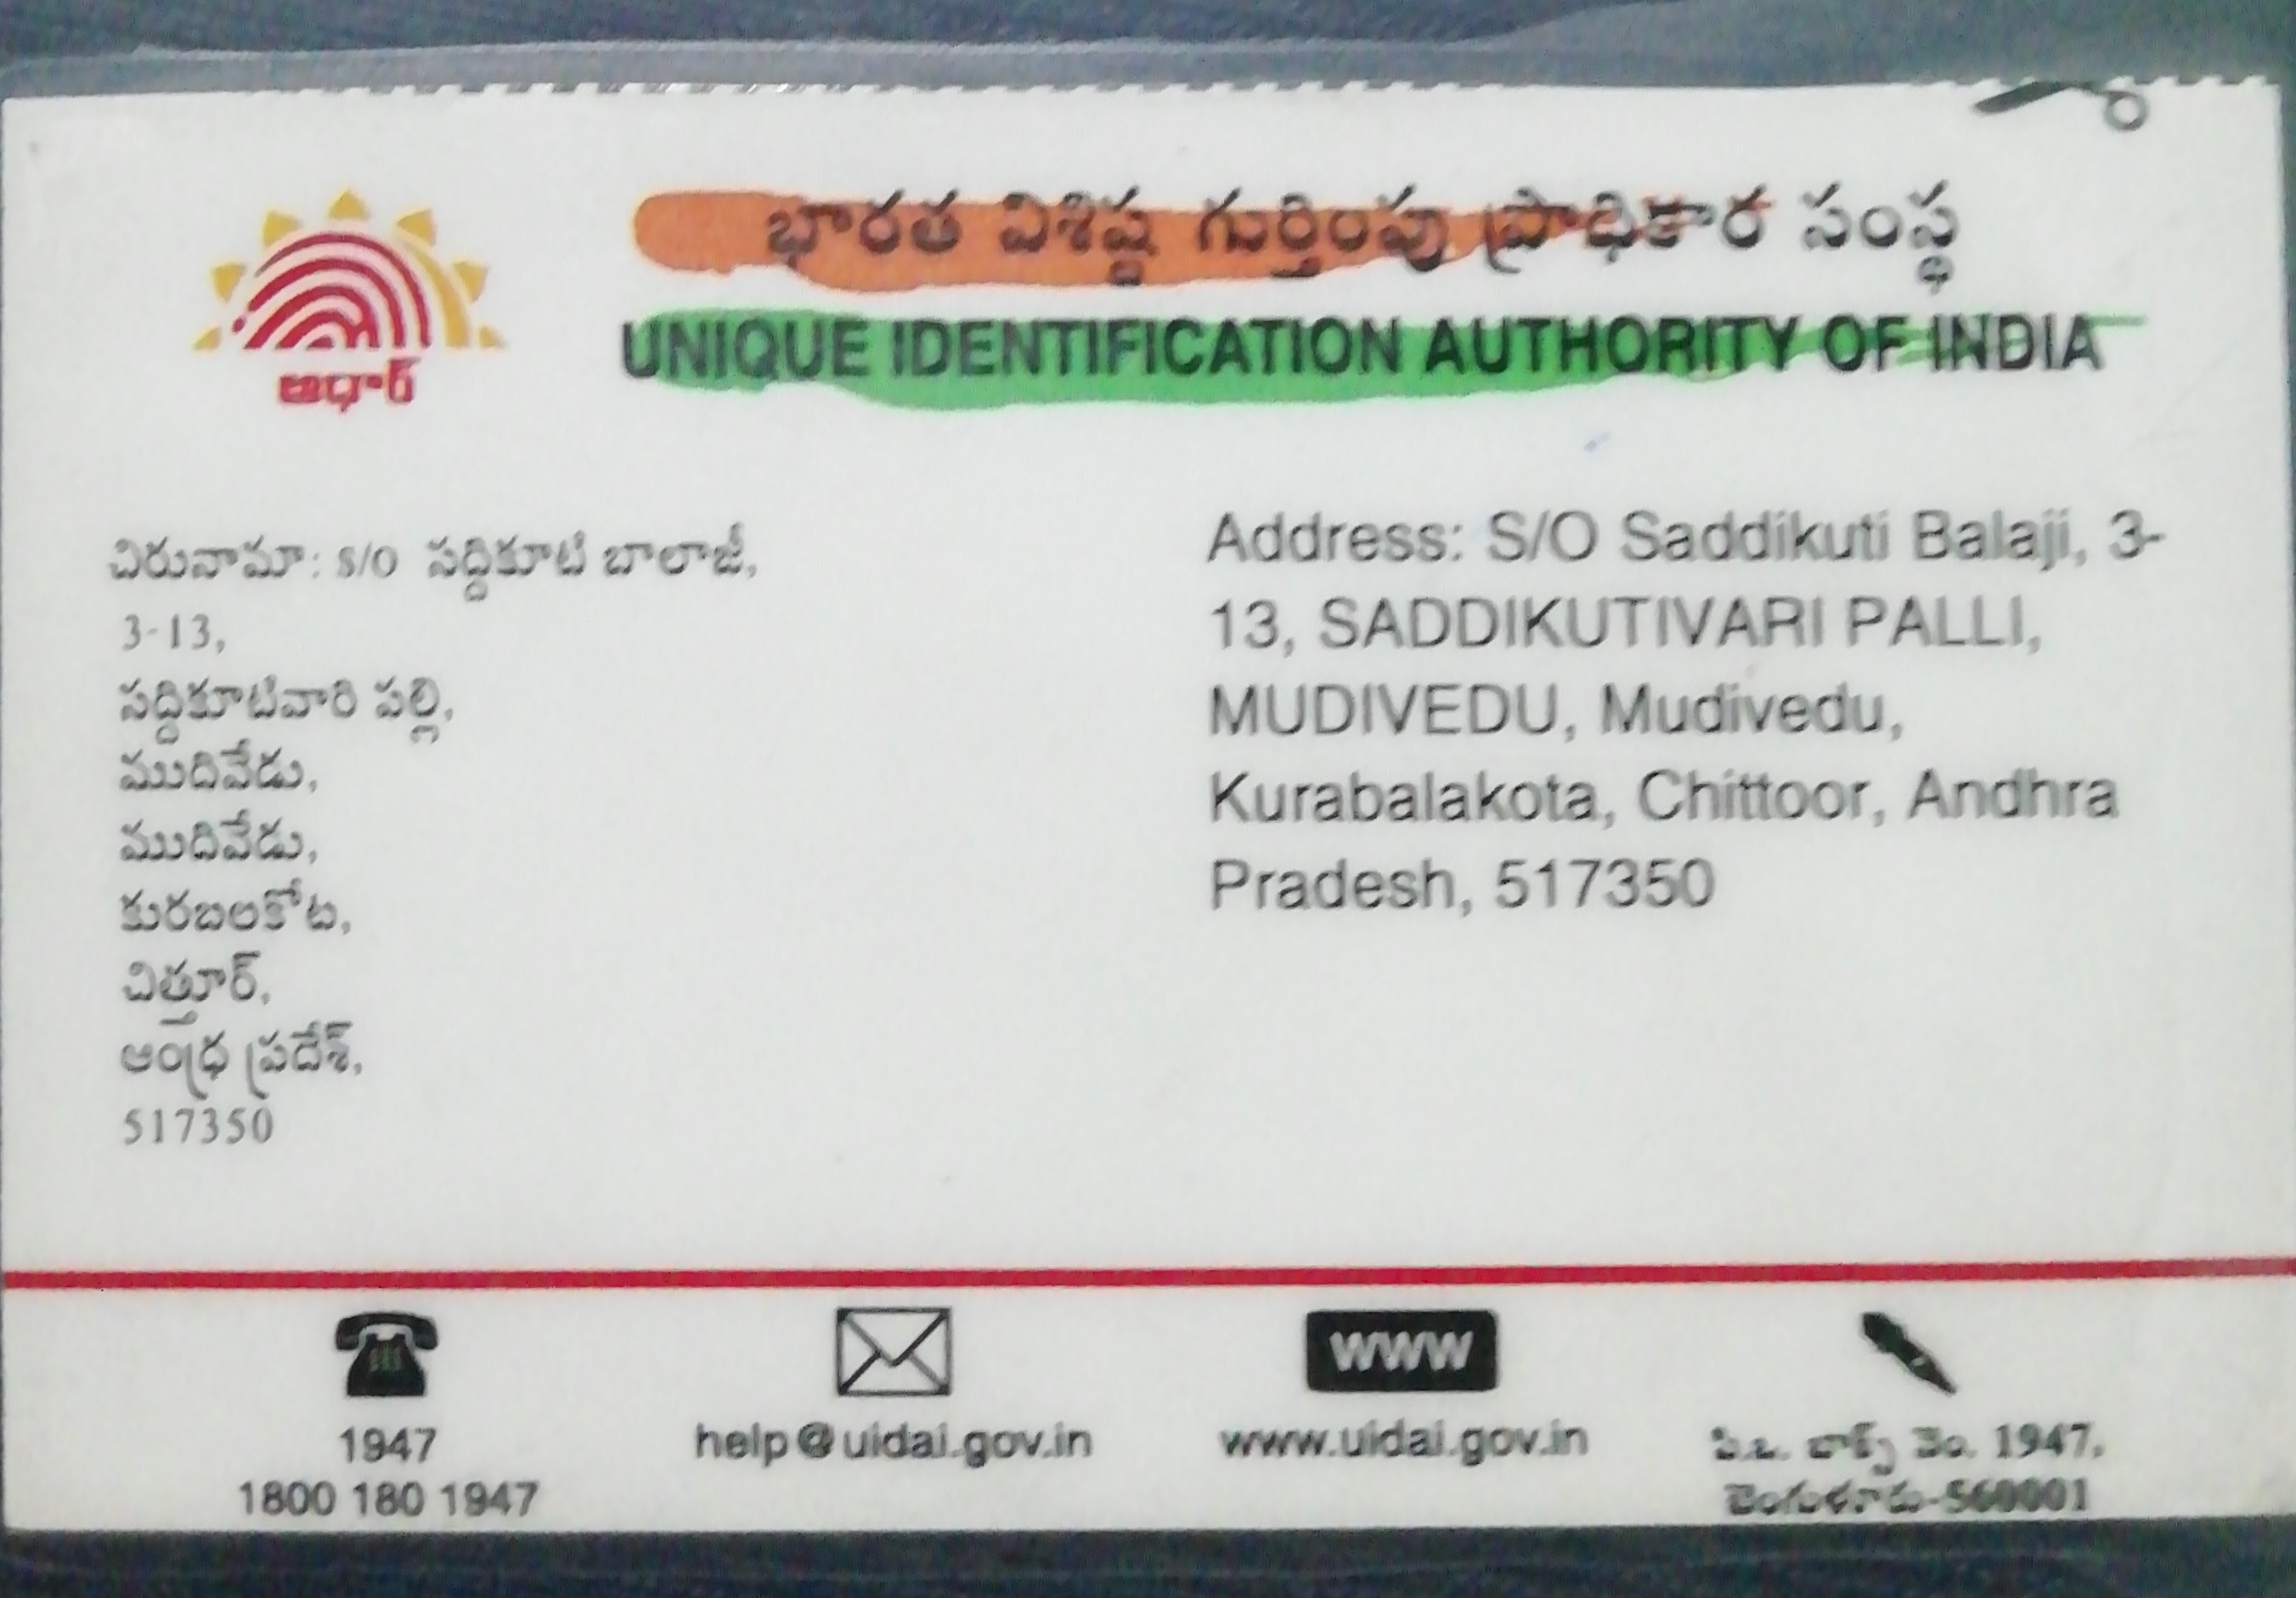 భారత విశిష్ట గుర్తింపు ప్రాధికార సంస్థ
UNIQUE IDENTIFICATION AUTHORITY OF INDIA
ఆధార్
చిరునామా: S/O సద్దికూటి బాలాజీ,
3-13,
సద్దికూటివారి పల్లి,
ముదివేడు,
ముదివేడు,
కురబలకోట,
చిత్తూర్,
ఆంధ్ర ప్రదేశ్,
517350
Address: S/O Saddikuti Balaji, 3-
13, SADDIKUTIVARI PALLI,
MUDIVEDU, Mudivedu,
Kurabalakota, Chittoor, Andhra
Pradesh, 517350
1947
1800 180 1947
help@uidai.gov.in
www
www.uidai.gov.in
పి.ఒ. బాక్స్ నెం. 1947,
బెంగుళూరు-560001